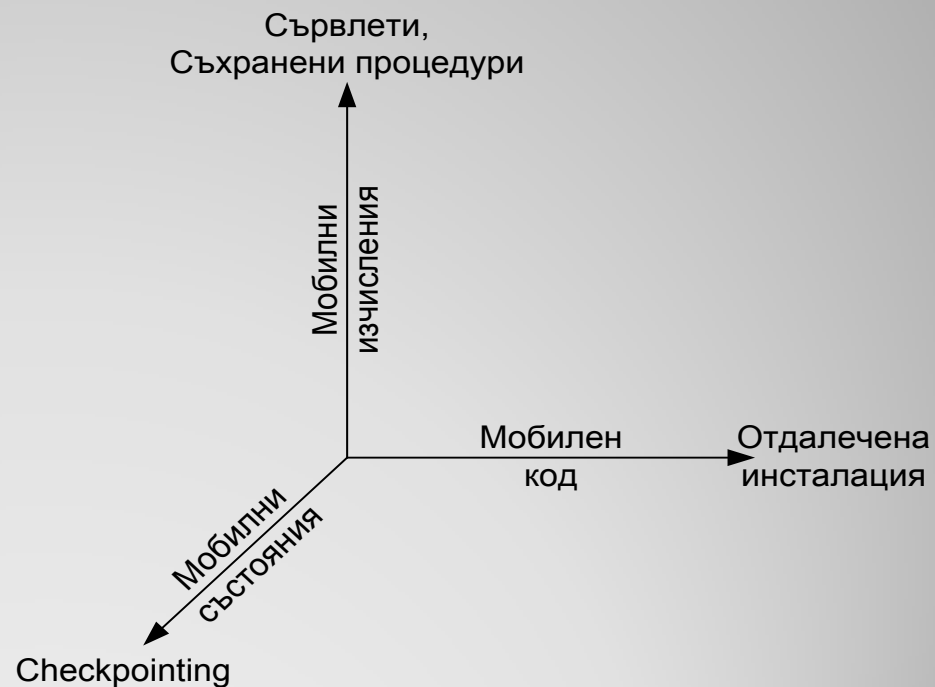 Сървлети,
Съхранени процедури
Мобилни
изчисления
Мобилен
код
Отдалечена
инсталация
Мобилни
състояния
Checkpointing